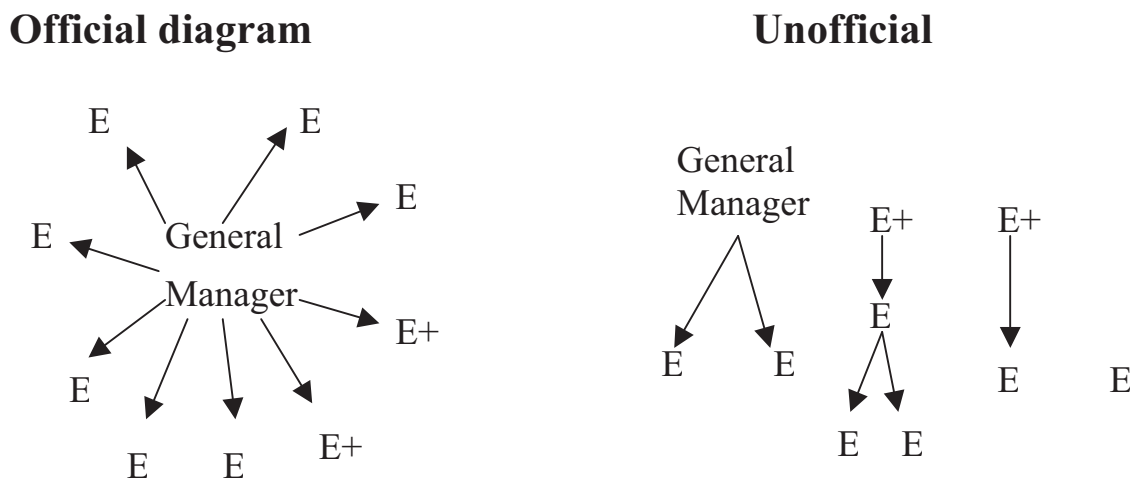 Official diagram
E E
E
E
General
Manager
E+
E
E E E+
Unofficial
General
Manager
E+ E+
E
E E
E E
E E